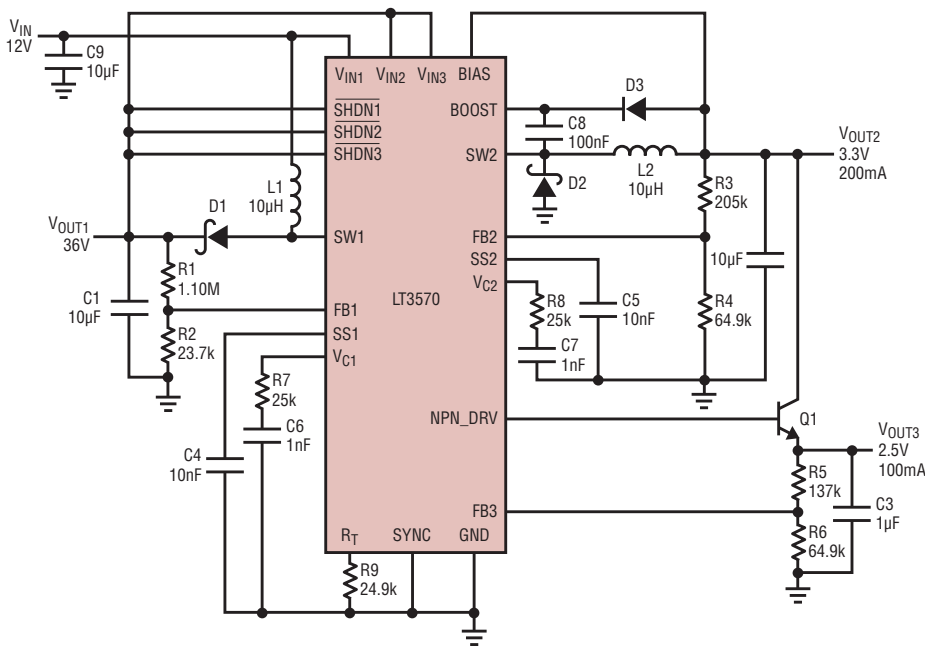 VIN
12V
C9
10µF
VIN1 VIN2 VIN3 BIAS
SHDN1
SHDN2
SHDN3
BOOST
SW2
D3
C8
100nF
D2
L2
10µH
VOUT2
3.3V
200mA
L1
10µH
D1
VOUT1
36V
SW1
R1
1.10M
C1
10µF
R2
23.7k
FB1
SS1
VC1
LT3570
FB2
SS2
VC2
R3
205k
10µF
R4
64.9k
R8
25k
C7
1nF
C5
10nF
R7
25k
C6
1nF
C4
10nF
NPN_DRV
Q1
VOUT3
2.5V
100mA
R5
137k
C3
1µF
FB3
R6
64.9k
RT SYNC GND
R9
24.9k